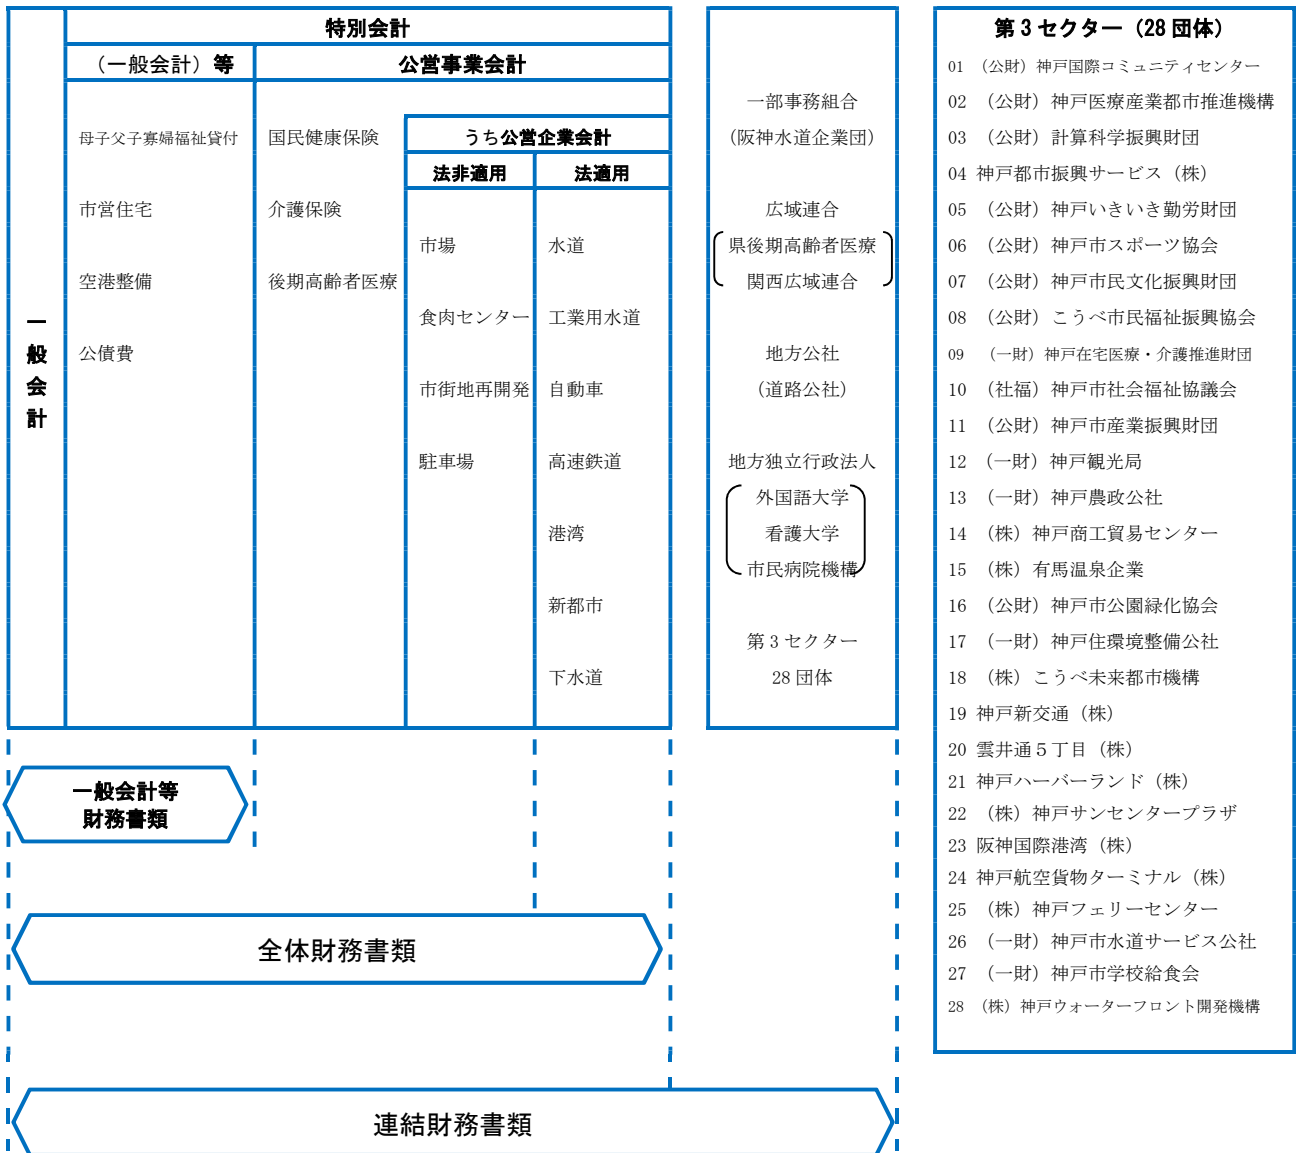 一般会計
特別会計
（一般会計）等
公営事業会計
母子父子寡婦福祉貸付
市営住宅
空港整備
公債費
国民健康保険
介護保険
後期高齢者医療
うち公営企業会計
法非適用
法適用
市場
食肉センター
市街地再開発
駐車場
水道
工業用水道
自動車
高速鉄道
港湾
新都市
下水道
一部事務組合
（阪神水道企業団）
広域連合
県後期高齢者医療
関西広域連合
地方公社
（道路公社）
地方独立行政法人
外国語大学
看護大学
市民病院機構
第３セクター
28 団体
第３セクター（28 団体）
01 （公財）神戸国際コミュニティセンター
02 （公財）神戸医療産業都市推進機構
03 （公財）計算科学振興財団
04 神戸都市振興サービス（株）
05 （公財）神戸いきいき勤労財団
06 （公財）神戸市スポーツ協会
07 （公財）神戸市民文化振興財団
08 （公財）こうべ市民福祉振興協会
09 （一財）神戸在宅医療・介護推進財団
10 （社福）神戸市社会福祉協議会
11 （公財）神戸市産業振興財団
12 （一財）神戸観光局
13 （一財）神戸農政公社
14 （株）神戸商工貿易センター
15 （株）有馬温泉企業
16 （公財）神戸市公園緑化協会
17 （一財）神戸住環境整備公社
18 （株）こうべ未来都市機構
19 神戸新交通（株）
20 雲井通５丁目（株）
21 神戸ハーバーランド（株）
22 （株）神戸サンセンタープラザ
23 阪神国際港湾（株）
24 神戸航空貨物ターミナル（株）
25 （株）神戸フェリーセンター
26 （一財）神戸市水道サービス公社
27 （一財）神戸市学校給食会
28 （株）神戸ウォーターフロント開発機構
一般会計等
財務書類
全体財務書類
連結財務書類